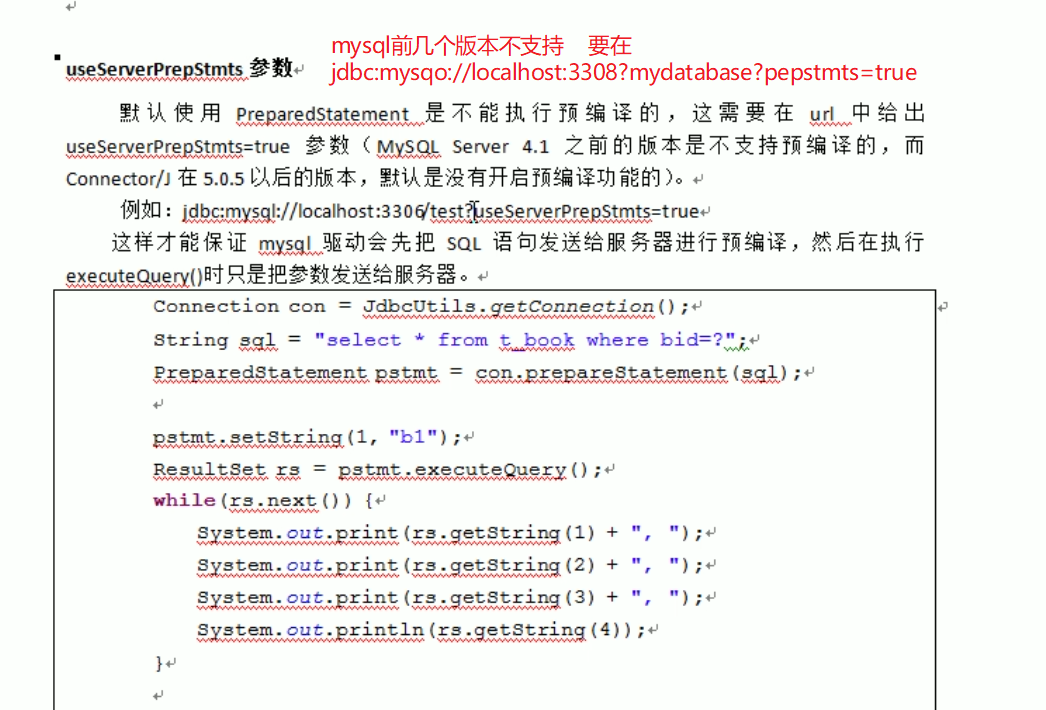 mysql前几个版本不支持 要在
jdbc:mysqo://localhost:3308?mydatabase?pepstmts=true
useServerPrepStmts 参数
默认使用 PreparedStatement 是不能执行预编译的，这需要在 url 中给出
useServerPrepStmts=true 参数（MySQL Server 4.1 之前的版本是不支持预编译的，而
Connector/J 在 5.0.5 以后的版本，默认是没有开启预编译功能的）。
例如：jdbc:mysql://localhost:3306/test?useServerPrepStmts=true
这样才能保证 mysql 驱动会先把 SQL 语句发送给服务器进行预编译，然后在执行
executeQuery()时只是把参数发送给服务器。
Connection con = JdbcUtils.getConnection();
String sql = "select * from t_book where bid=?";
PreparedStatement pstmt = con.prepareStatement(sql);
pstmt.setString(1, "b1");
ResultSet rs = pstmt.executeQuery();
while(rs.next()) {
System.out.print(rs.getString(1) + ", ");
System.out.print(rs.getString(2) + ", ");
System.out.print(rs.getString(3) + ", ");
System.out.println(rs.getString(4));
}